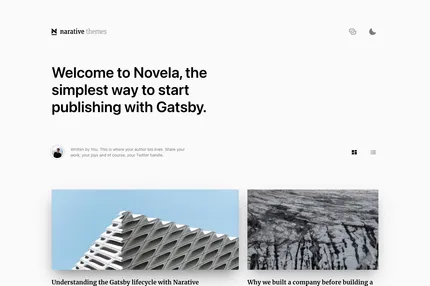 narative themes
Welcome to Novela, the
simplest way to start
publishing with Gatsby.
Written by You. This is where your author bio lives. Share your
work, your joys and of course, your Twitter handle.
Understanding the Gatsby lifecycle with Narative
Why we built a company before building a